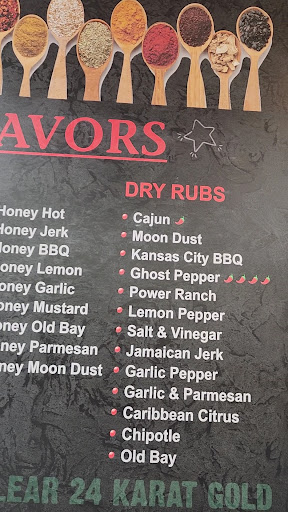 AVORS
Honey Hot
Honey Jerk
Honey BBQ
oney Lemon
oney Garlic
oney Mustard
oney Old Bay
ney Parmesan
ney Moon Dust
DRY RUBS
Cajun
Moon Dust
Kansas City BBQ
Ghost Pepper
Power Ranch
Lemon Pepper
Salt & Vinegar
Jamaican Jerk
Garlic Pepper
Garlic & Parmesan
Caribbean Citrus
Chipotle
Old Bay
LEAR 24 KARAT GOLD